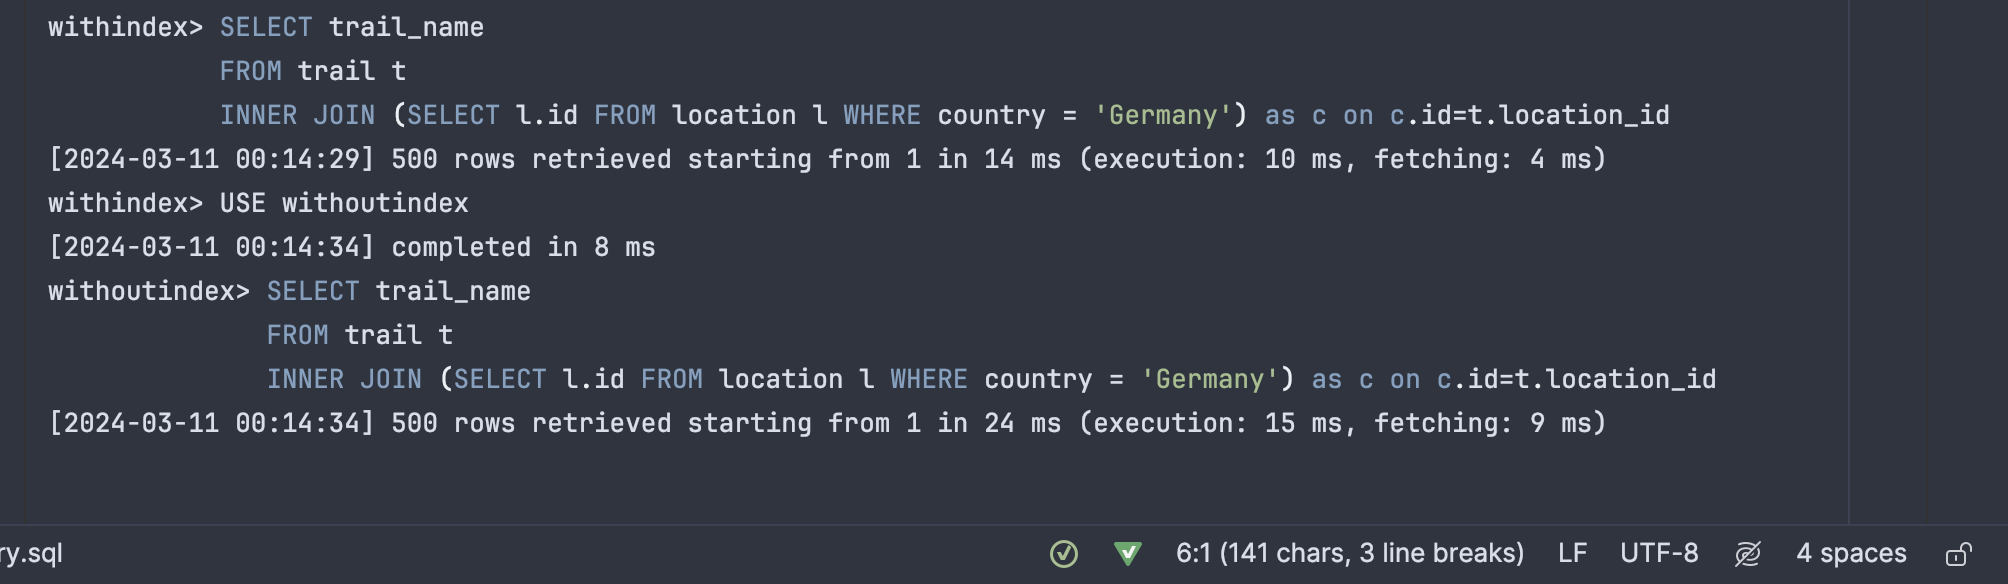 withindex> SELECT trail_name
FROM trail t
INNER JOIN (SELECT l.id FROM location l WHERE country = 'Germany') as c on c.id=t.location_id
[2024-03-11 00:14:29] 500 rows retrieved starting from 1 in 14 ms (execution: 10 ms, fetching: 4 ms)
withindex> USE withoutindex
[2024-03-11 00:14:34] completed in 8 ms
withoutindex> SELECT trail_name
FROM trail t
INNER JOIN (SELECT l.id FROM location l WHERE country = 'Germany') as c on c.id=t.location_id
[2024-03-11 00:14:34] 500 rows retrieved starting from 1 in 24 ms (execution: 15 ms, fetching: 9 ms)
ry.sql 6:1 (141 chars, 3 line breaks) LF UTF-8 4 spaces